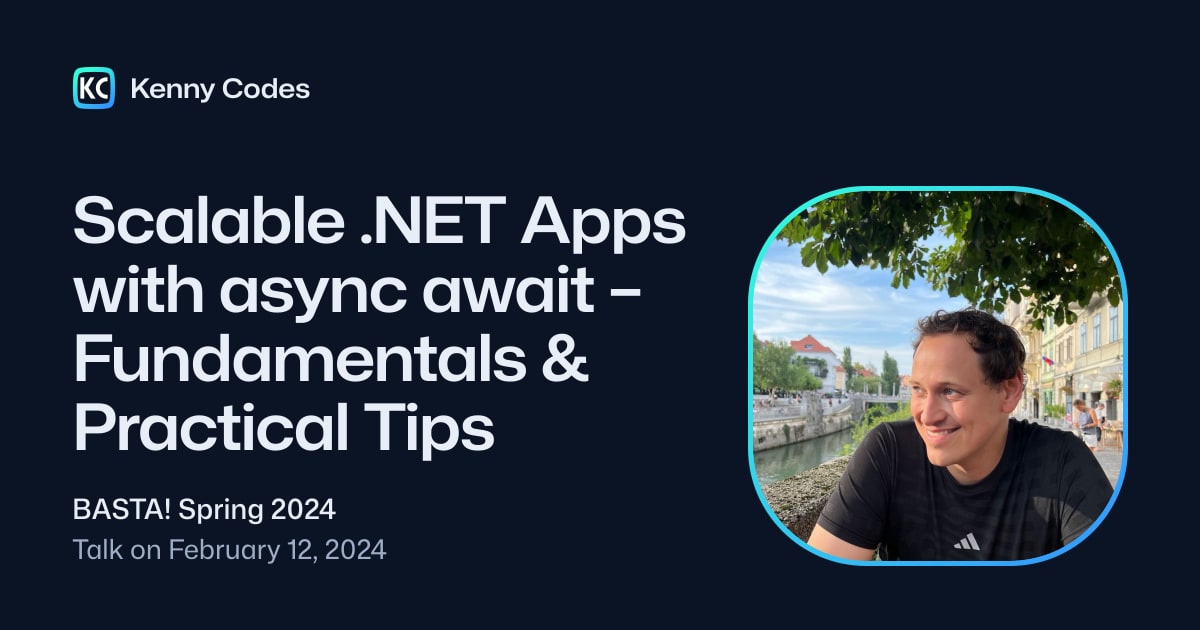 KC
Kenny Codes
Scalable .NET Apps
with async await –
Fundamentals &
Practical Tips
BASTA! Spring 2024
Talk on February 12, 2024